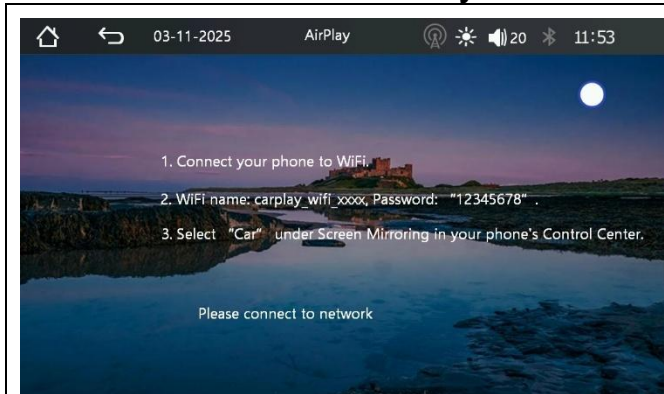 03-11-2025 AirPlay 20 11:53
1. Connect your phone to WiFi.
2. WiFi name: carplay_wifi_xxxx, Password: "12345678" .
3. Select "Car" under Screen Mirroring in your phone's Control Center.
Please connect to network